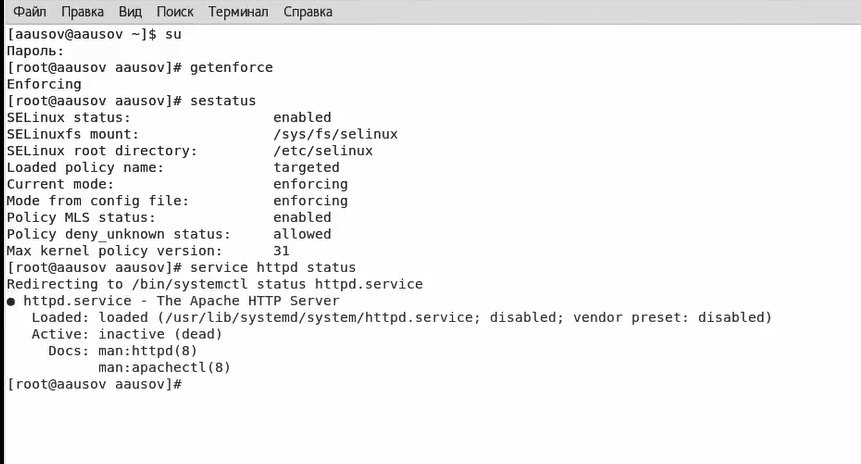 Файл Правка Вид Поиск Терминал Справка
[aausov@aausov ~]$ su
Пароль:
[root@aausov aausov]# getenforce
Enforcing
[root@aausov aausov]# sestatus
SELinux status:                 enabled
SELinuxfs mount:                /sys/fs/selinux
SELinux root directory:         /etc/selinux
Loaded policy name:             targeted
Current mode:                   enforcing
Mode from config file:          enforcing
Policy MLS status:              enabled
Policy deny_unknown status:     allowed
Max kernel policy version:      31
[root@aausov aausov]# service httpd status
Redirecting to /bin/systemctl status httpd.service
● httpd.service - The Apache HTTP Server
   Loaded: loaded (/usr/lib/systemd/system/httpd.service; disabled; vendor preset: disabled)
   Active: inactive (dead)
     Docs: man:httpd(8)
           man:apachectl(8)
[root@aausov aausov]#